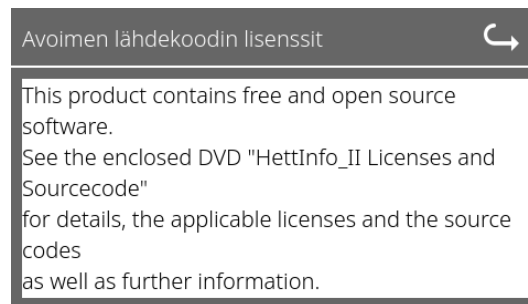 Avoimen lähdekoodin lisenssit
This product contains free and open source
software.
See the enclosed DVD "HettInfo_II Licenses and
Sourcecode"
for details, the applicable licenses and the source
codes
as well as further information.